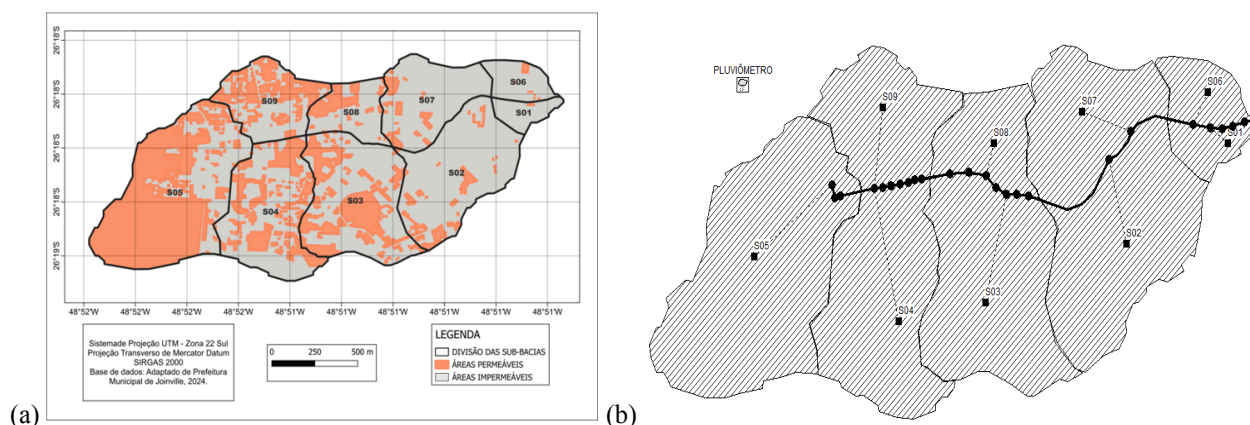 26°18'S
26°18'S
26°18'S
26°18'S
26°19'S
S09
S08
S07
S06
S01
S05
S04
S03
S02
48°52'W
48°52'W
48°52'W
48°52'W
48°51'W
48°51'W
48°51'W
48°51'W
48°51'W
48°51'W
Sistemade Projeção UTM - Zona 22 Sul
Projeção Transverso de Mercator Datum
SIRGAS 2000
Base de dados: Adaptado de Prefeitura
Municipal de Joinville, 2024.
0 250 500 m
LEGENDA
DIVISÃO DAS SUB-BACIAS
ÁREAS PERMEÁVEIS
ÁREAS IMPERMEÁVEIS
(a)
PLUVIÔMETRO
S09
S08
S07
S06
S01
S05
S04
S03
S02
(b)